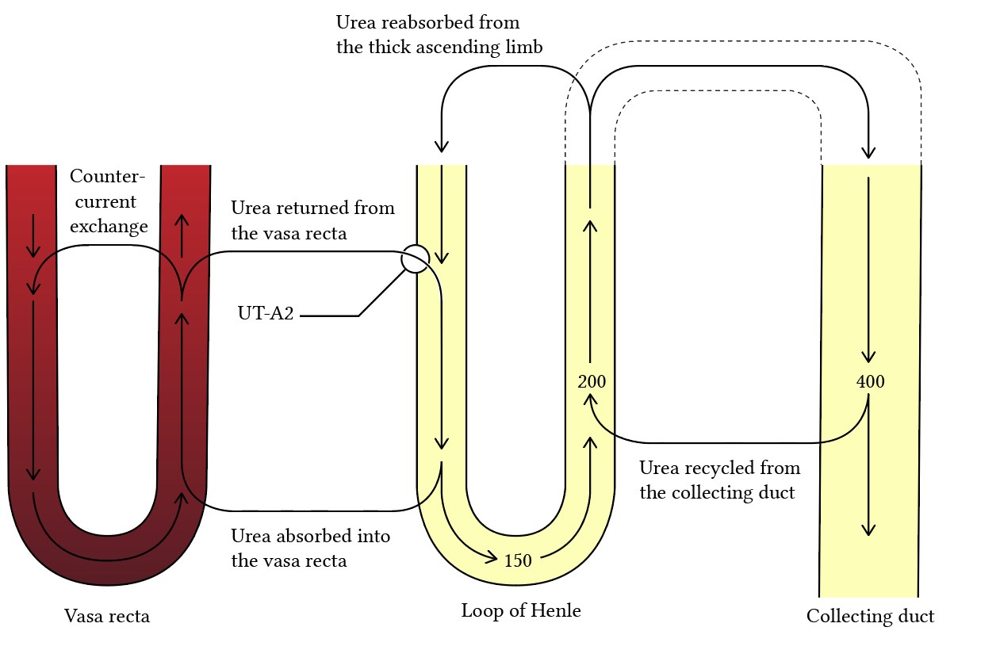 Urea reabsorbed from
the thick ascending limb
Counter-
current
exchange
Urea returned from
the vasa recta
UT-A2
200
400
Urea recycled from
the collecting duct
Urea absorbed into
the vasa recta
150
Vasa recta
Loop of Henle
Collecting duct